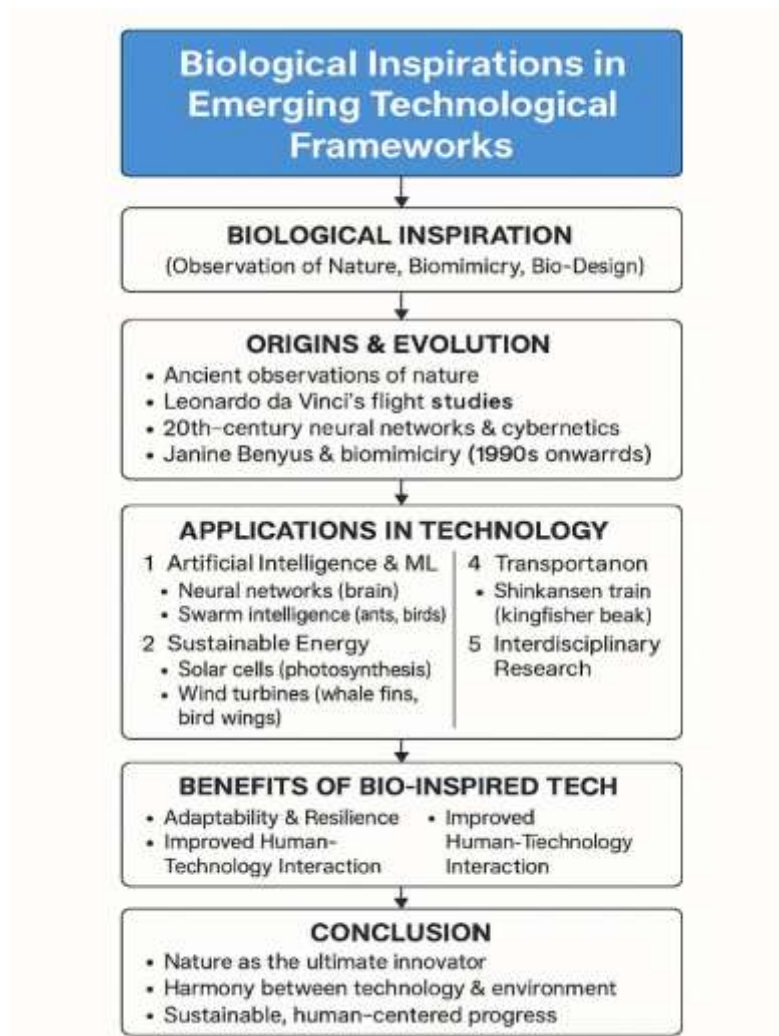 Biological Inspirations in
Emerging Technological
Frameworks
BIOLOGICAL INSPIRATION
(Observation of Nature, Biomimicry, Bio-Design)
ORIGINS & EVOLUTION
• Ancient observations of nature
• Leonardo da Vinci's flight studies
• 20th-century neural networks & cybernetics
• Janine Benyus & biomimiciry (1990s onwarrds)
APPLICATIONS IN TECHNOLOGY
1 Artificial Intelligence & ML
• Neural networks (brain)
• Swarm intelligence (ants, birds)
2 Sustainable Energy
• Solar cells (photosynthesis)
• Wind turbines (whale fins,
bird wings)
4 Transportanon
• Shinkansen train
(kingfisher beak)
5 Interdisciplinary
Research
BENEFITS OF BIO-INSPIRED TECH
• Adaptability & Resilience
• Improved Human-
Technology Interaction
• Improved
Human-Tiechnology
Interaction
CONCLUSION
• Nature as the ultimate innovator
• Harmony between technology & environment
• Sustainable, human-centered progress